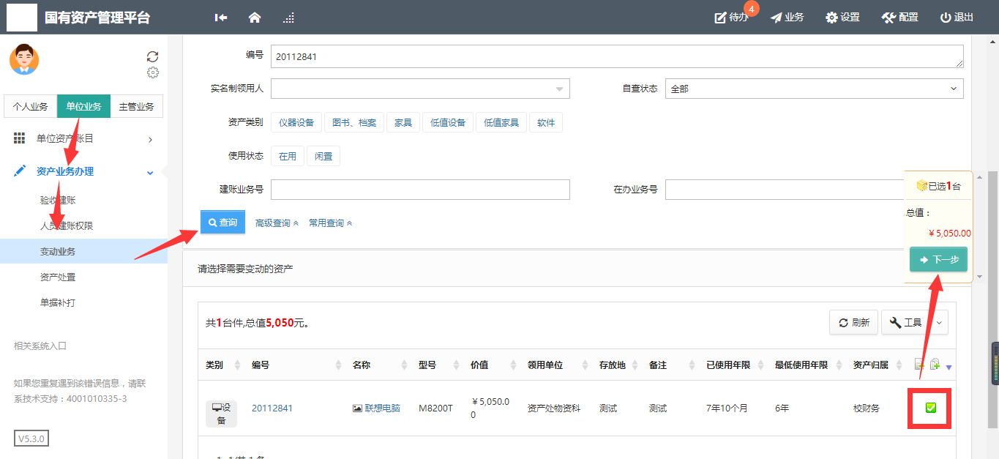 国有资产管理平台
待办
4
业务
设置
配置
退出
个人业务
单位业务
主管业务
单位资产账目
资产业务办理
验收建账
人员建账权限
变动业务
资产处置
单据补打
相关系统入口
如果您重复遇到该错误信息，请联
系技术支持：4001010335-3
V5.3.0
编号
20112841
实名制领用人
自查状态
全部
资产类别
仪器设备
图书、档案
家具
低值设备
低值家具
软件
使用状态
在用
闲置
建账业务号
在办业务号
查询
高级查询
常用查询
已选1台
总值：
￥5,050.00
下一步
请选择需要变动的资产
共1台件,总值5,050元。
刷新
工具
类别
编号
名称
型号
价值
领用单位
存放地
备注
已使用年限
最低使用年限
资产归属
设
备
20112841
联想电脑
M8200T
￥5,050.0
0
资产处物资科
测试
测试
7年10个月
6年
校财务